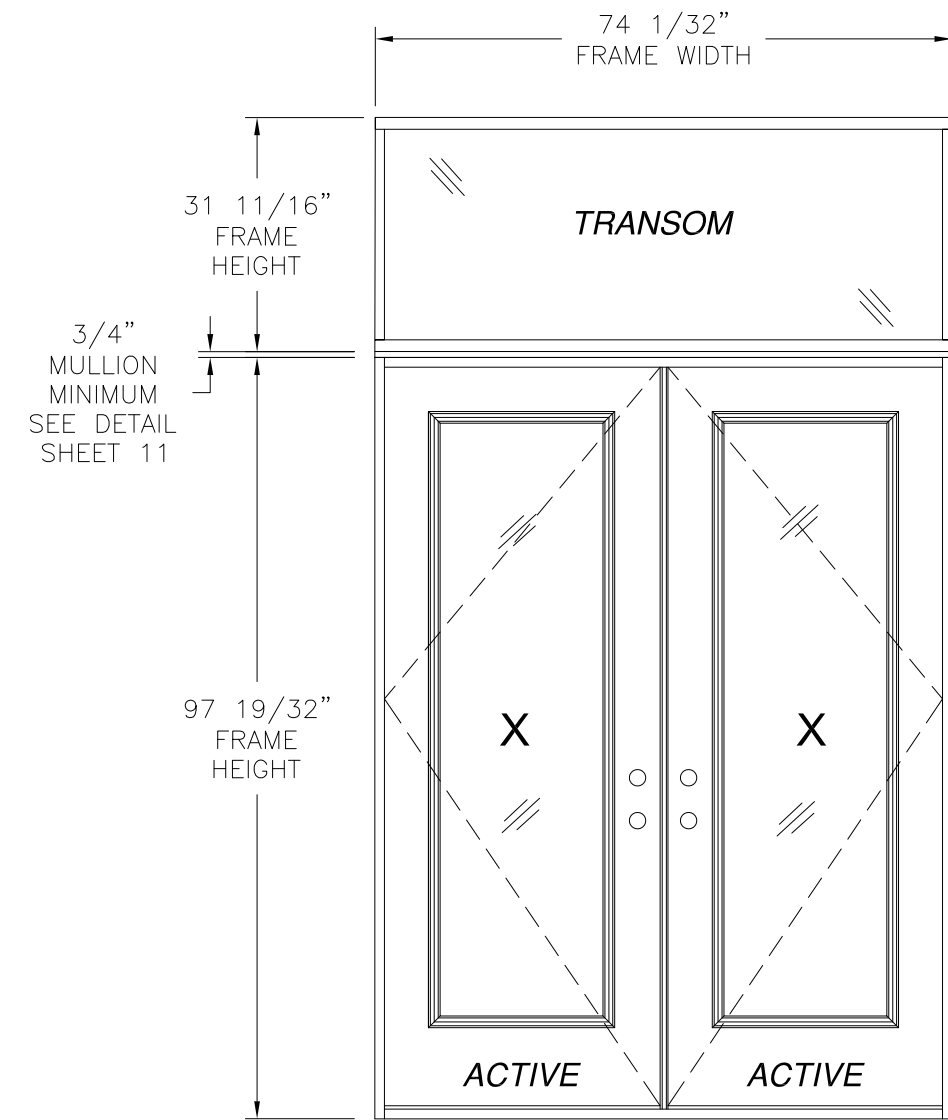 74 1/32”
FRAME WIDTH
31 11/16”
FRAME
HEIGHT
TRANSOM
3/4”
MULLION
MINIMUM
SEE DETAIL
SHEET 11
97 19/32”
FRAME
HEIGHT
X
X
ACTIVE
ACTIVE